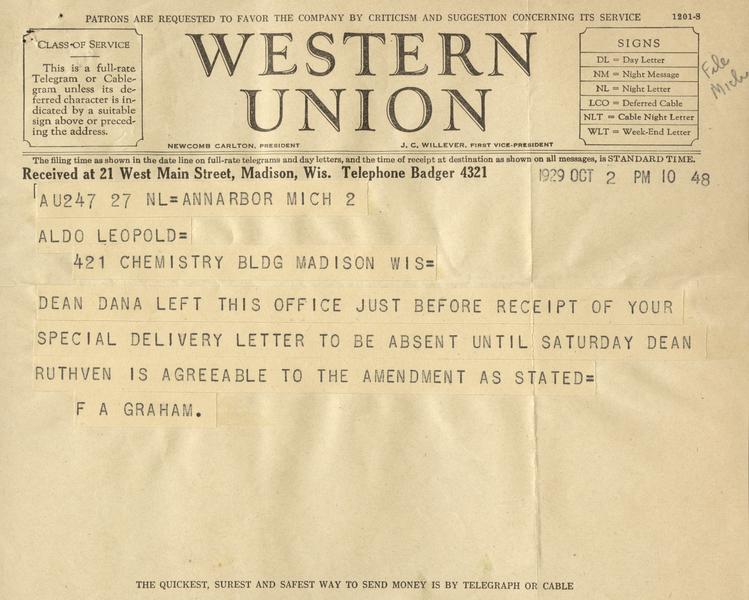 PATRONS ARE REQUESTED TO FAVOR THE COMPANY BY CRITICISM AND SUGGESTION CONCERNING ITS SERVICE 1201-S
CLASS OF SERVICE
This is a full-rate
Telegram or Cable-
gram unless its de-
ferred character is in-
dicated by a suitable
sign above or preced-
ing the address.
WESTERN
UNION
NEWCOMB CARLTON, PRESIDENT
J. C. WILLEVER, FIRST VICE-PRESIDENT
SIGNS
DL = Day Letter
NM = Night Message
NL = Night Letter
LCO = Deferred Cable
NLT = Cable Night Letter
WLT = Week-End Letter
File
Mich
The filing time as shown in the date line on full-rate telegrams and day letters, and the time of receipt at destination as shown on all messages, is STANDARD TIME.
Received at 21 West Main Street, Madison, Wis. Telephone Badger 4321
1929 OCT 2 PM 10 48
AU247 27 NL=ANNARBOR MICH 2
ALDO LEOPOLD=
421 CHEMISTRY BLDG MADISON WIS=
DEAN DANA LEFT THIS OFFICE JUST BEFORE RECEIPT OF YOUR
SPECIAL DELIVERY LETTER TO BE ABSENT UNTIL SATURDAY DEAN
RUTHVEN IS AGREEABLE TO THE AMENDMENT AS STATED=
F A GRAHAM.
THE QUICKEST, SUREST AND SAFEST WAY TO SEND MONEY IS BY TELEGRAPH OR CABLE